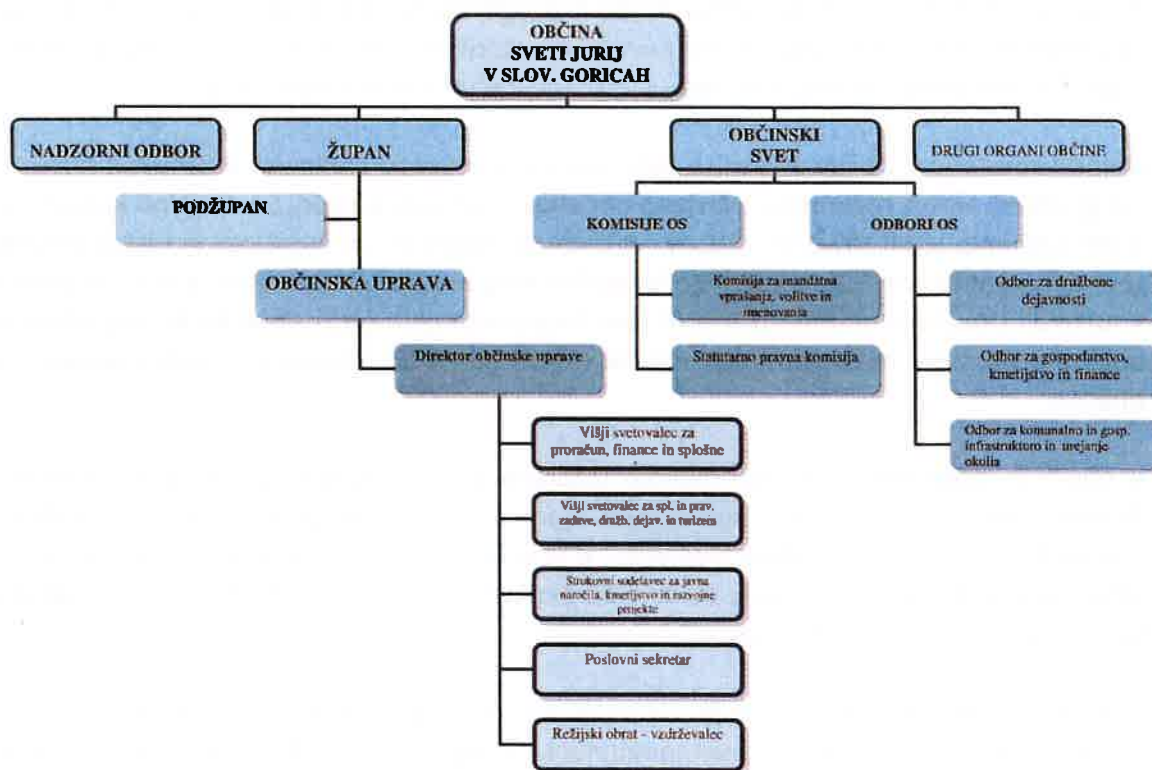 OBČINA
SVETI JURIJ
V SLOV. GORICAH
NADZORNI ODBOR
ŽUPAN
OBČINSKI
SVET
DRUGI ORGANI OBČINE
PODŽUPAN
KOMISIJE OS
ODBORI OS
OBČINSKA UPRAVA
Komisija za mandatna
vprašanja, volitve in
imenovanja
Odbor za družbene
dejavnosti
Direktor občinske uprave
Statutarno pravna komisija
Odbor za gospodarstvo,
kmetijstvo in finance
Višji svetovalec za
proračun, finance in splošne
Odbor za komunalno in gosp.
infrastrukturo in urejanje
okolja
Višji svetovalec za spl. in prav.
zadeve, družb. dejav. in turizem
Strokovni sodelavec za javna
naročila, kmetijstvo in razvojne
projekte
Poslovni sekretar
Režijski obrat - vzdrževalec